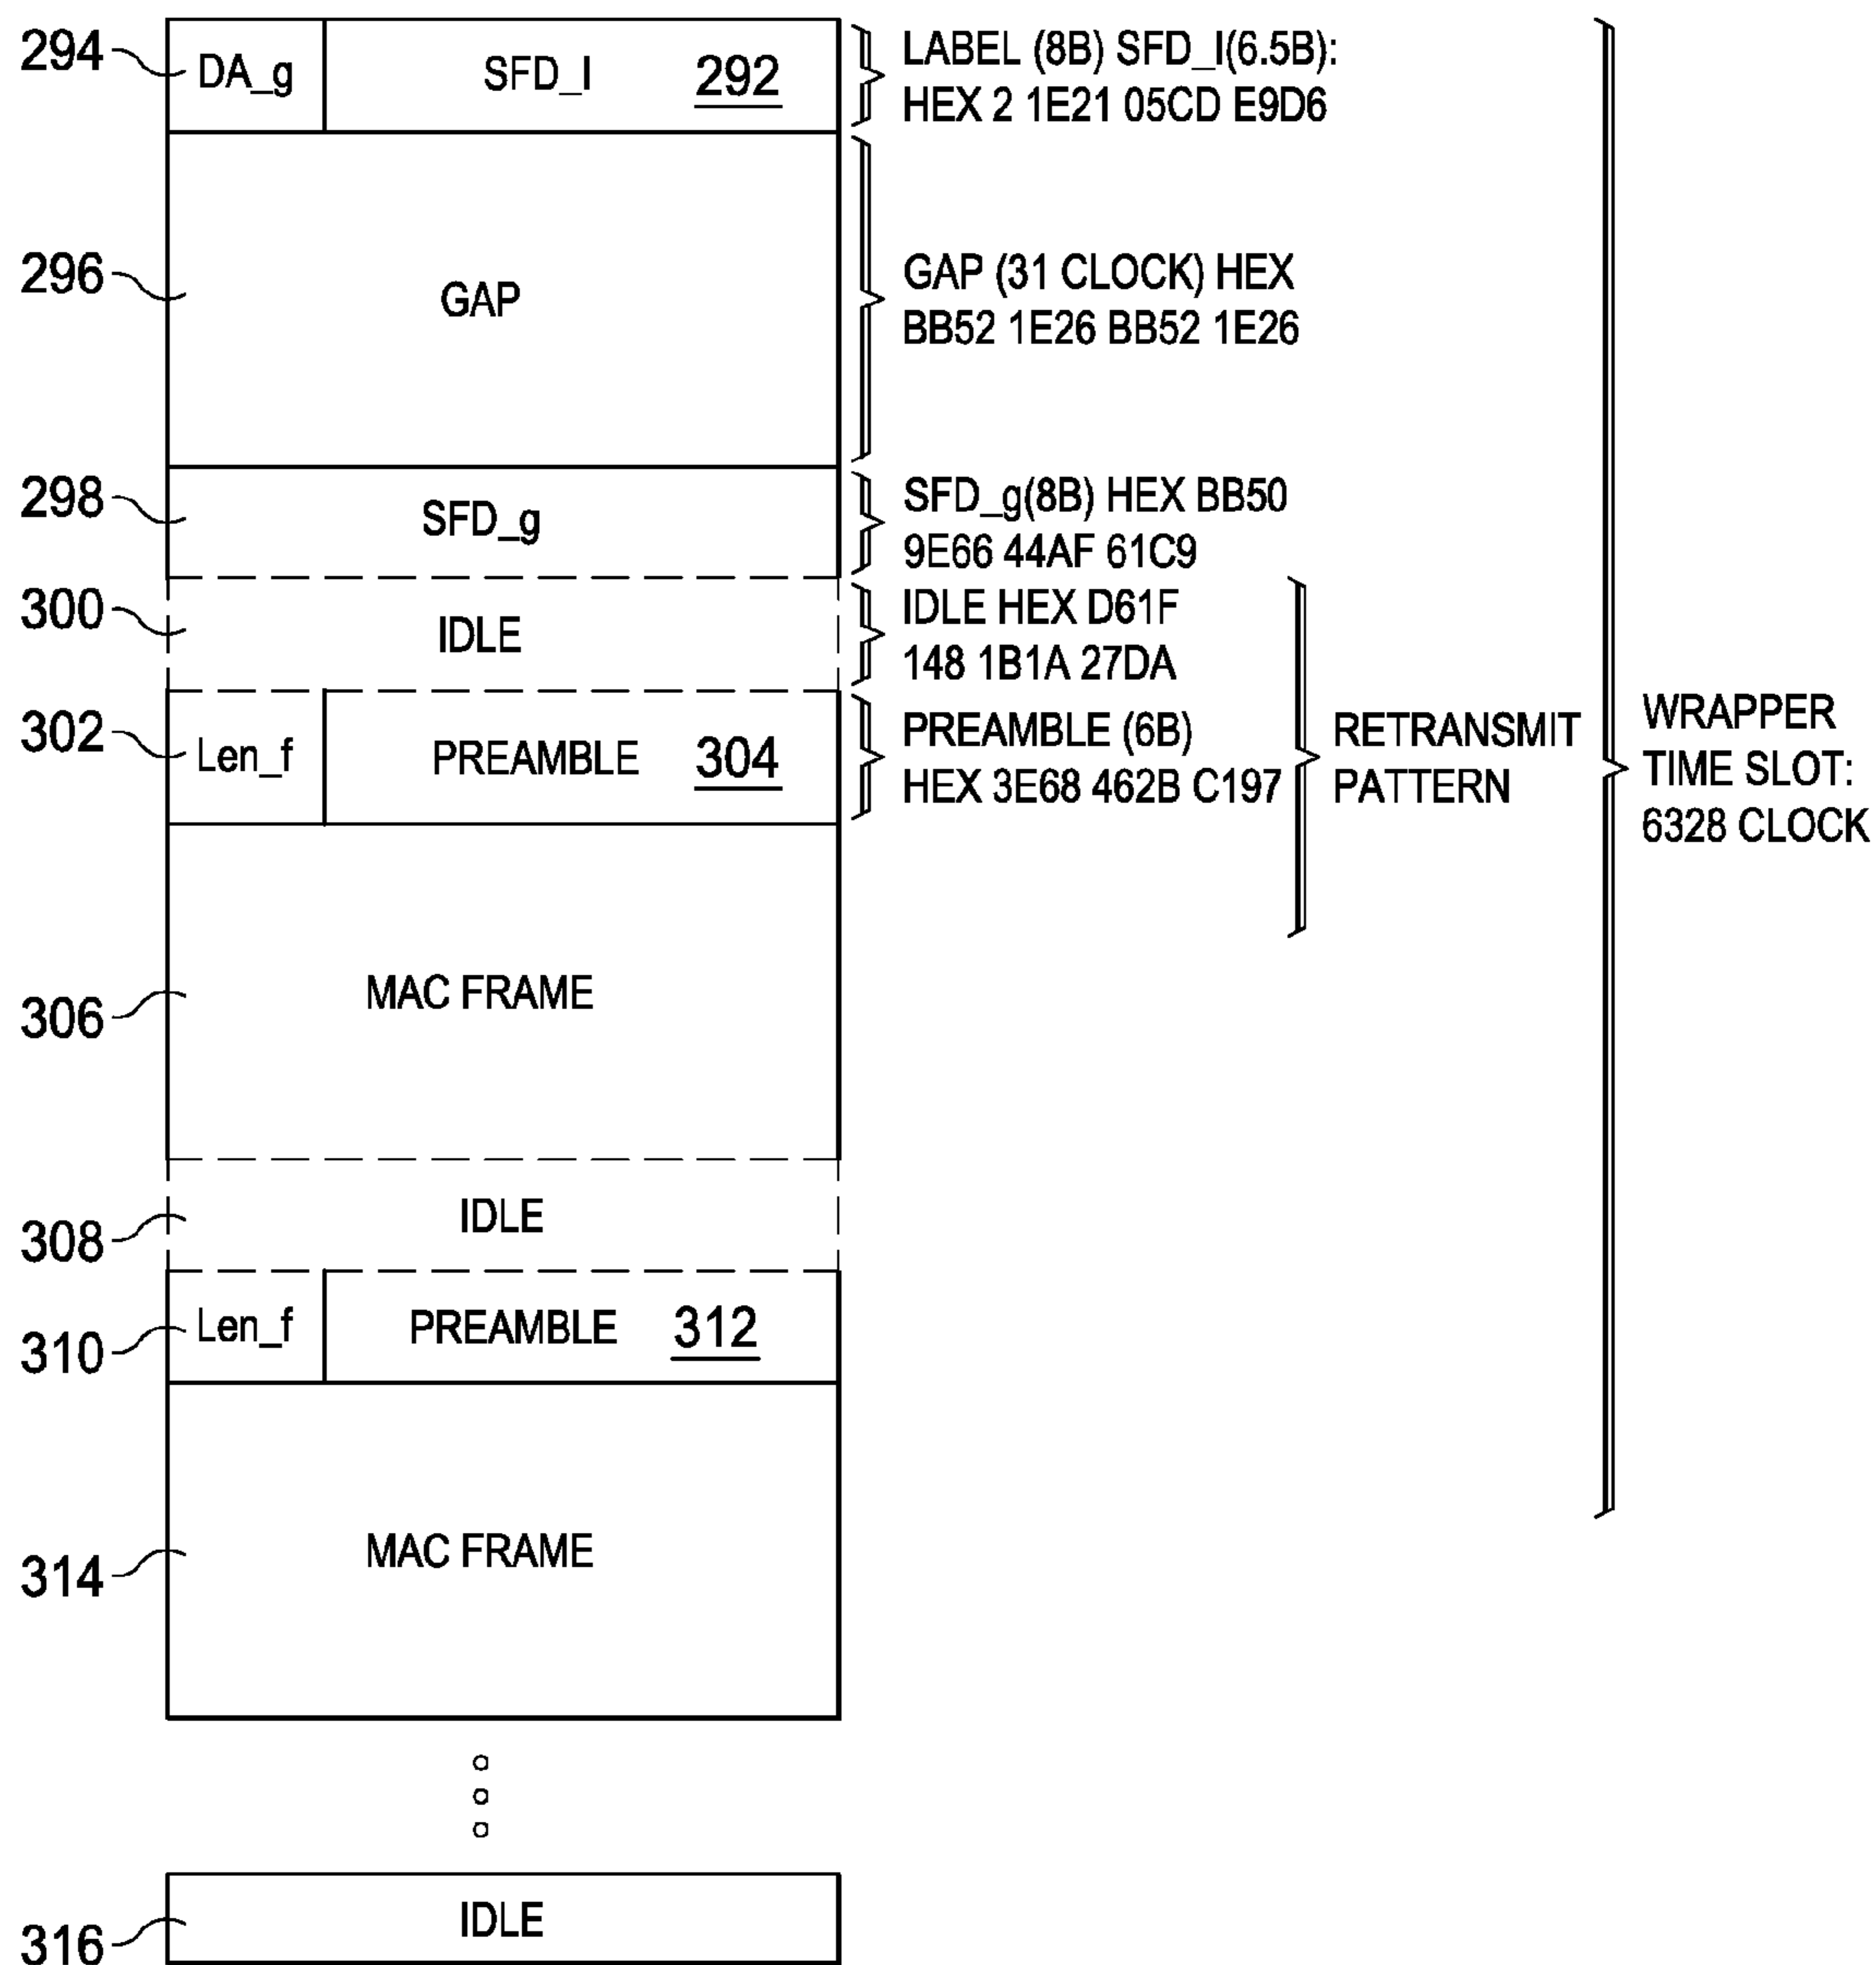 294
DA_g
SFD_l
292
LABEL (8B) SFD_l(6.5B):
HEX 2 1E21 05CD E9D6
296
GAP
GAP (31 CLOCK) HEX
BB52 1E26 BB52 1E26
298
SFD_g
SFD_g(8B) HEX BB50
9E66 44AF 61C9
300
IDLE
IDLE HEX D61F
148 1B1A 27DA
302
Len_f
PREAMBLE
304
PREAMBLE (6B)
HEX 3E68 462B C197
RETRANSMIT
PATTERN
WRAPPER
TIME SLOT:
6328 CLOCK
306
MAC FRAME
308
IDLE
310
Len_f
PREAMBLE
312
314
MAC FRAME
316
IDLE